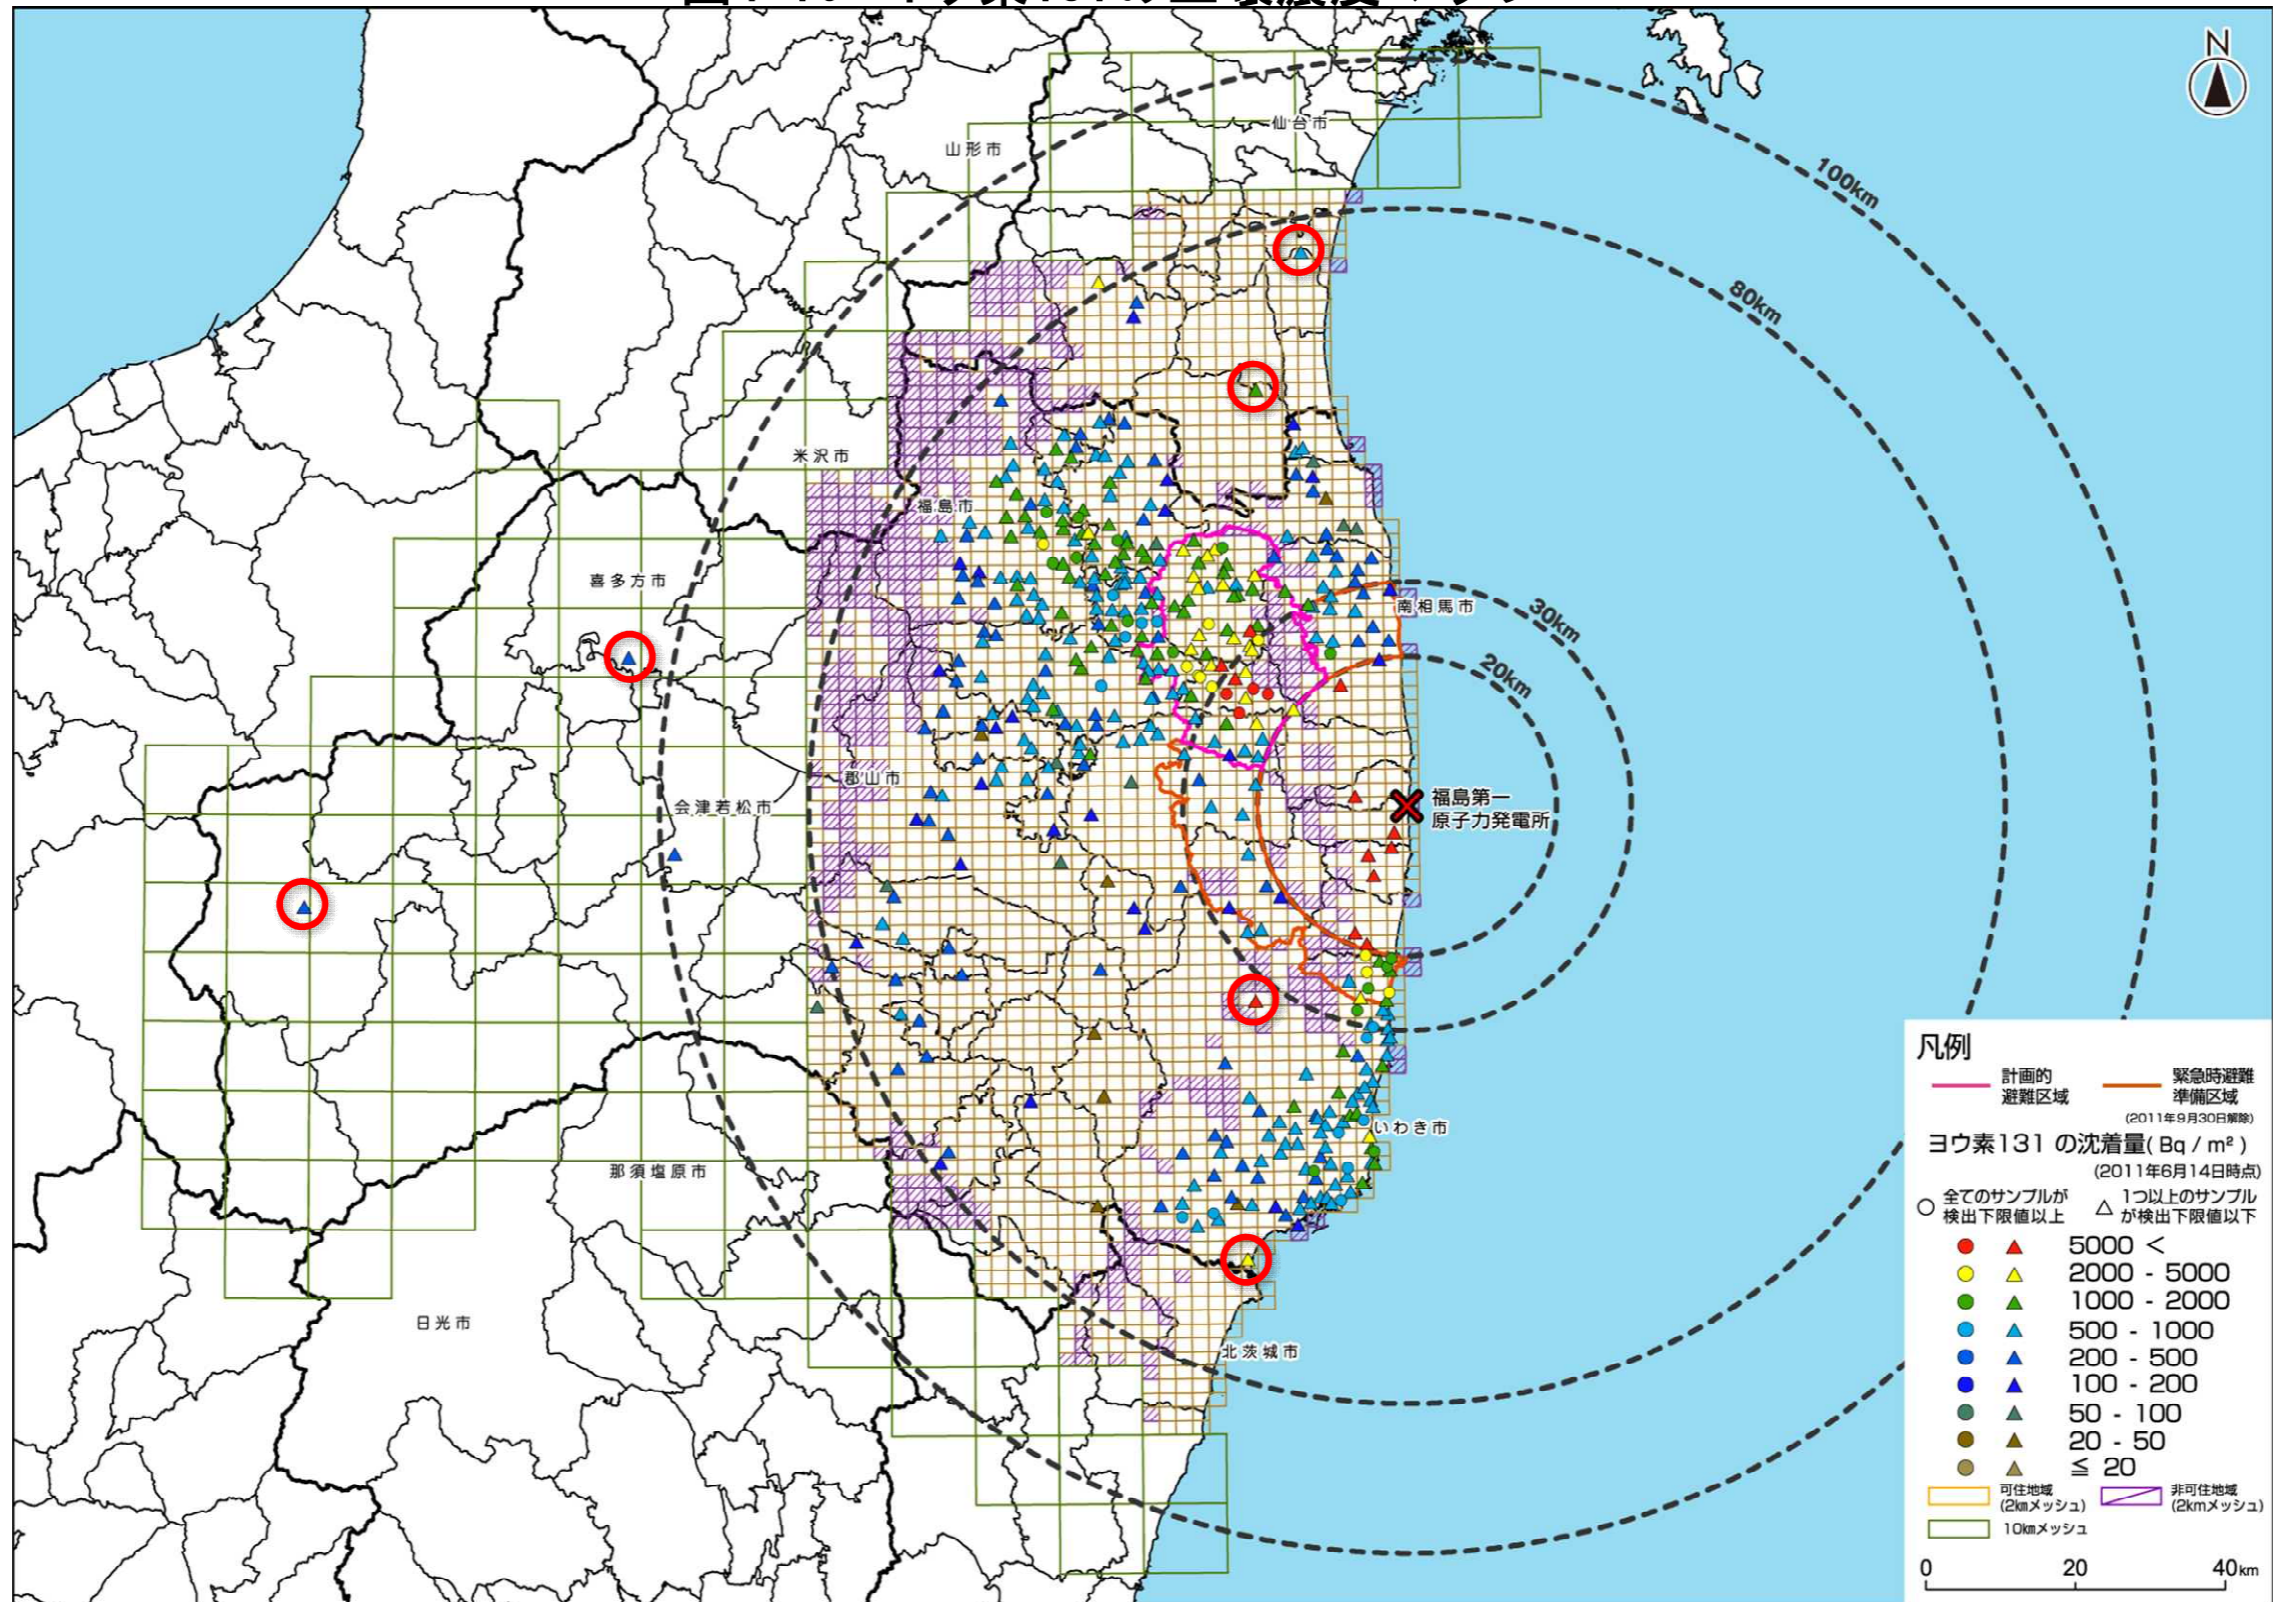 N
仙台市
山形市
100km
80km
米沢市
福島市
喜多方市
南相馬市
30km
20km
郡山市
会津若松市
福島第一
原子力発電所
いわき市
那須塩原市
日光市
北茨城市
凡例
計画的
避難区域
緊急時避難
準備区域
(2011年9月30日解除)
ヨウ素131 の沈着量( Bq / m² )
(2011年6月14日時点)
全てのサンプルが
検出下限値以上
1つ以上のサンプル
が検出下限値以下
5000 <
2000 - 5000
1000 - 2000
500 - 1000
200 - 500
100 - 200
50 - 100
20 - 50
≦ 20
可住地域
(2kmメッシュ)
非可住地域
(2kmメッシュ)
10kmメッシュ
0 20 40km